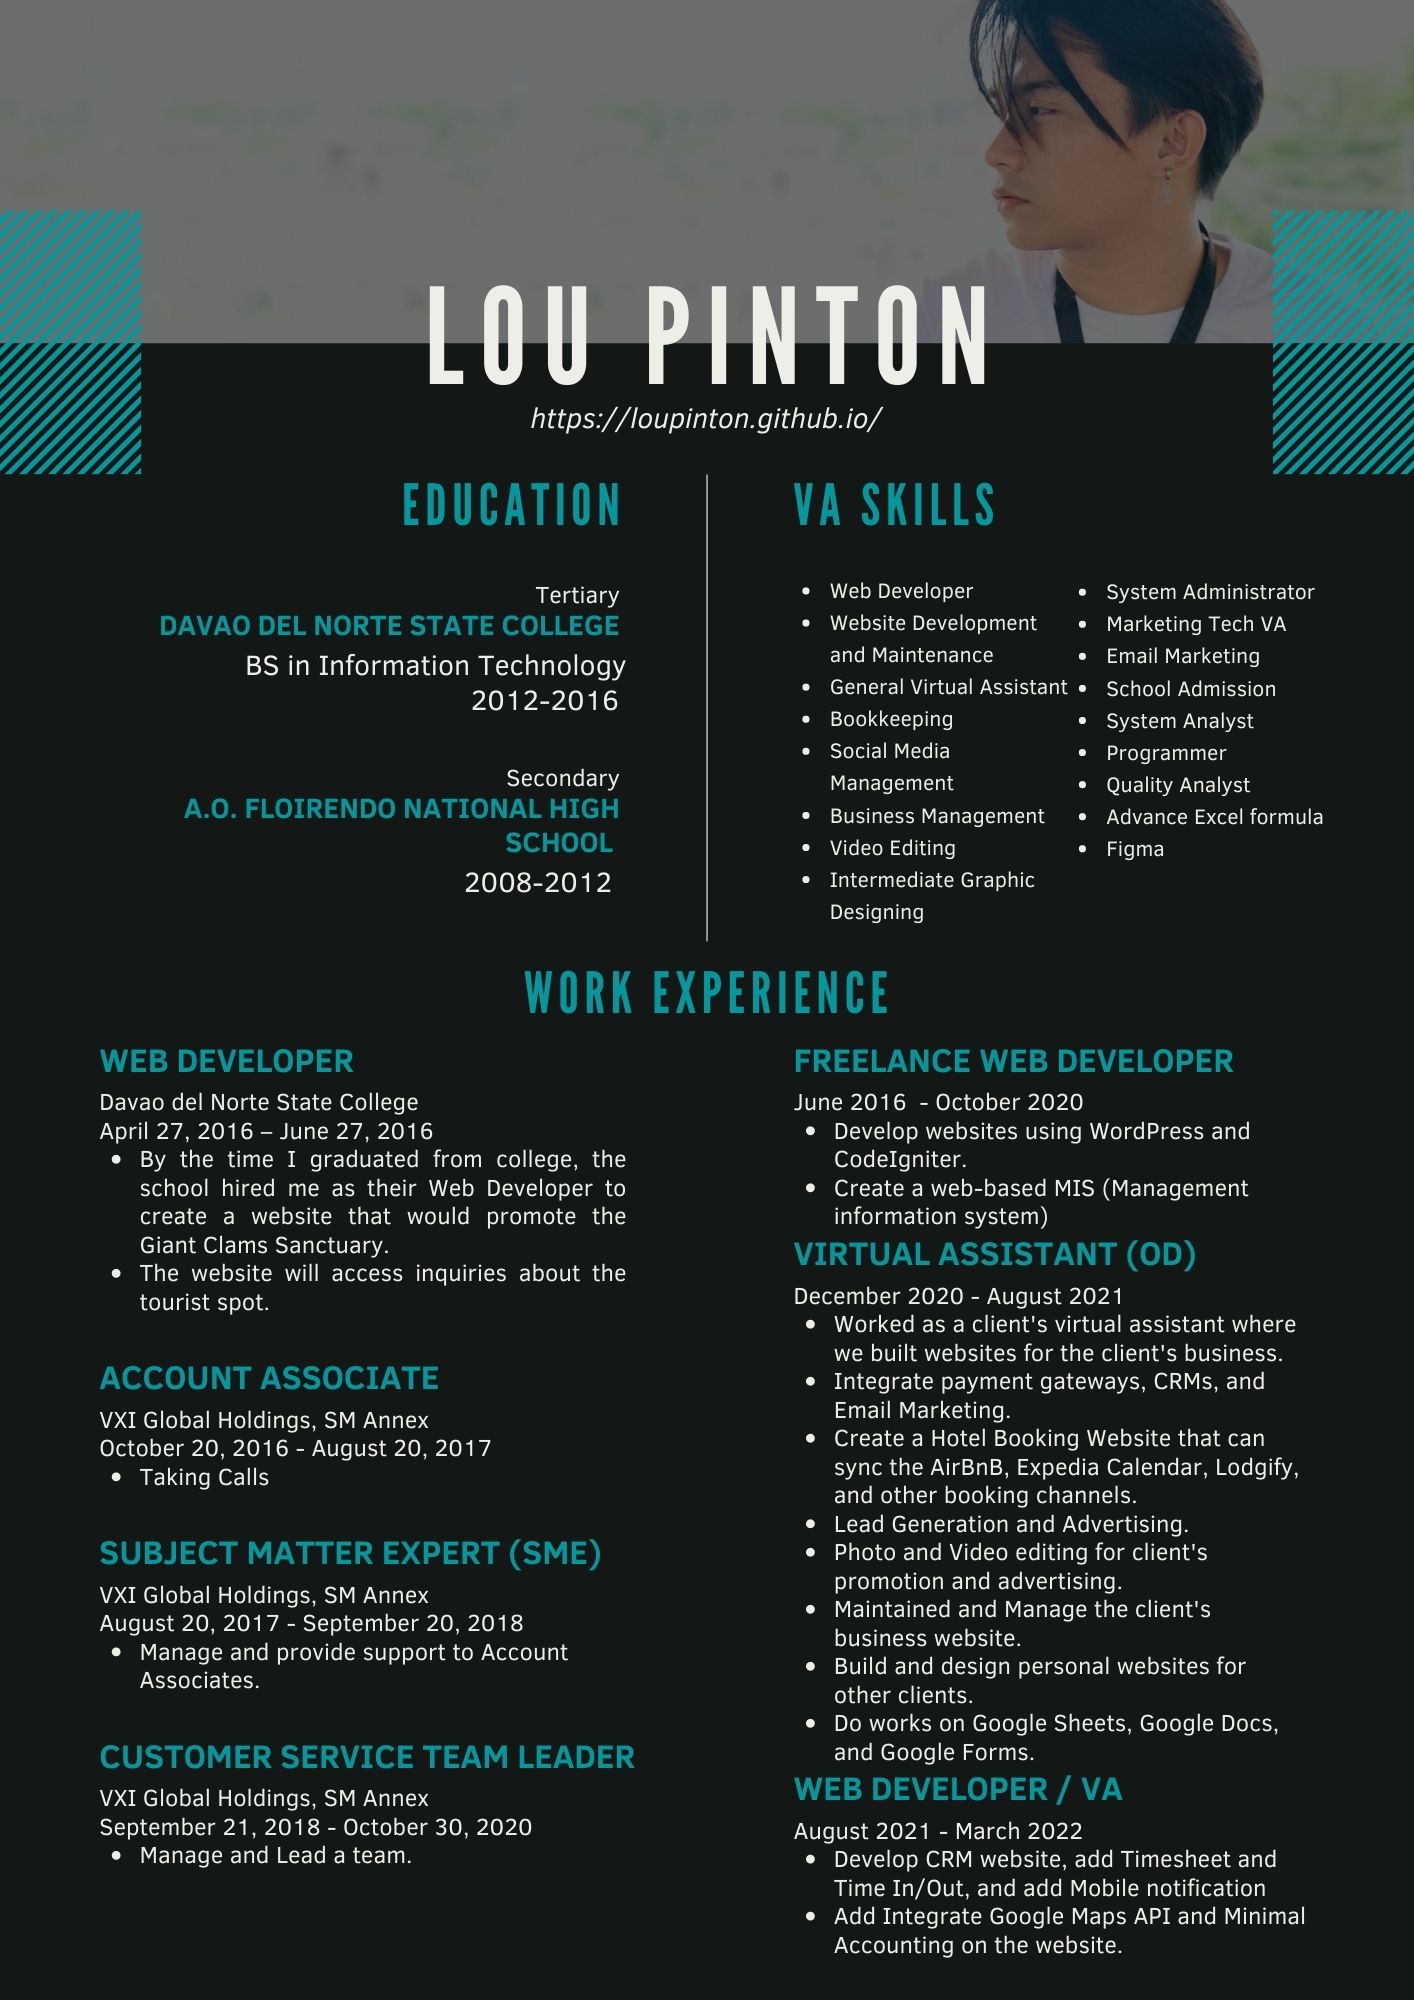 LOU PINTON
https://loupinton.github.io/
EDUCATION
Tertiary
DAVAO DEL NORTE STATE COLLEGE
BS in Information Technology
2012-2016
Secondary
A.O. FLOIRENDO NATIONAL HIGH
SCHOOL
2008-2012
VA SKILLS
• Web Developer
• Website Development
and Maintenance
• General Virtual Assistant
• Bookkeeping
• Social Media
Management
• Business Management
• Video Editing
• Intermediate Graphic
Designing
• System Administrator
• Marketing Tech VA
• Email Marketing
• School Admission
• System Analyst
• Programmer
• Quality Analyst
• Advance Excel formula
• Figma
WORK EXPERIENCE
WEB DEVELOPER
Davao del Norte State College
April 27, 2016 – June 27, 2016
• By the time I graduated from college, the
school hired me as their Web Developer to
create a website that would promote the
Giant Clams Sanctuary.
• The website will access inquiries about the
tourist spot.
ACCOUNT ASSOCIATE
VXI Global Holdings, SM Annex
October 20, 2016 - August 20, 2017
• Taking Calls
SUBJECT MATTER EXPERT (SME)
VXI Global Holdings, SM Annex
August 20, 2017 - September 20, 2018
• Manage and provide support to Account
Associates.
CUSTOMER SERVICE TEAM LEADER
VXI Global Holdings, SM Annex
September 21, 2018 - October 30, 2020
• Manage and Lead a team.
FREELANCE WEB DEVELOPER
June 2016 - October 2020
• Develop websites using WordPress and
CodeIgniter.
• Create a web-based MIS (Management
information system)
VIRTUAL ASSISTANT (OD)
December 2020 - August 2021
• Worked as a client's virtual assistant where
we built websites for the client's business.
• Integrate payment gateways, CRMs, and
Email Marketing.
• Create a Hotel Booking Website that can
sync the AirBnB, Expedia Calendar, Lodgify,
and other booking channels.
• Lead Generation and Advertising.
• Photo and Video editing for client's
promotion and advertising.
• Maintained and Manage the client's
business website.
• Build and design personal websites for
other clients.
• Do works on Google Sheets, Google Docs,
and Google Forms.
WEB DEVELOPER / VA
August 2021 - March 2022
• Develop CRM website, add Timesheet and
Time In/Out, and add Mobile notification
• Add Integrate Google Maps API and Minimal
Accounting on the website.